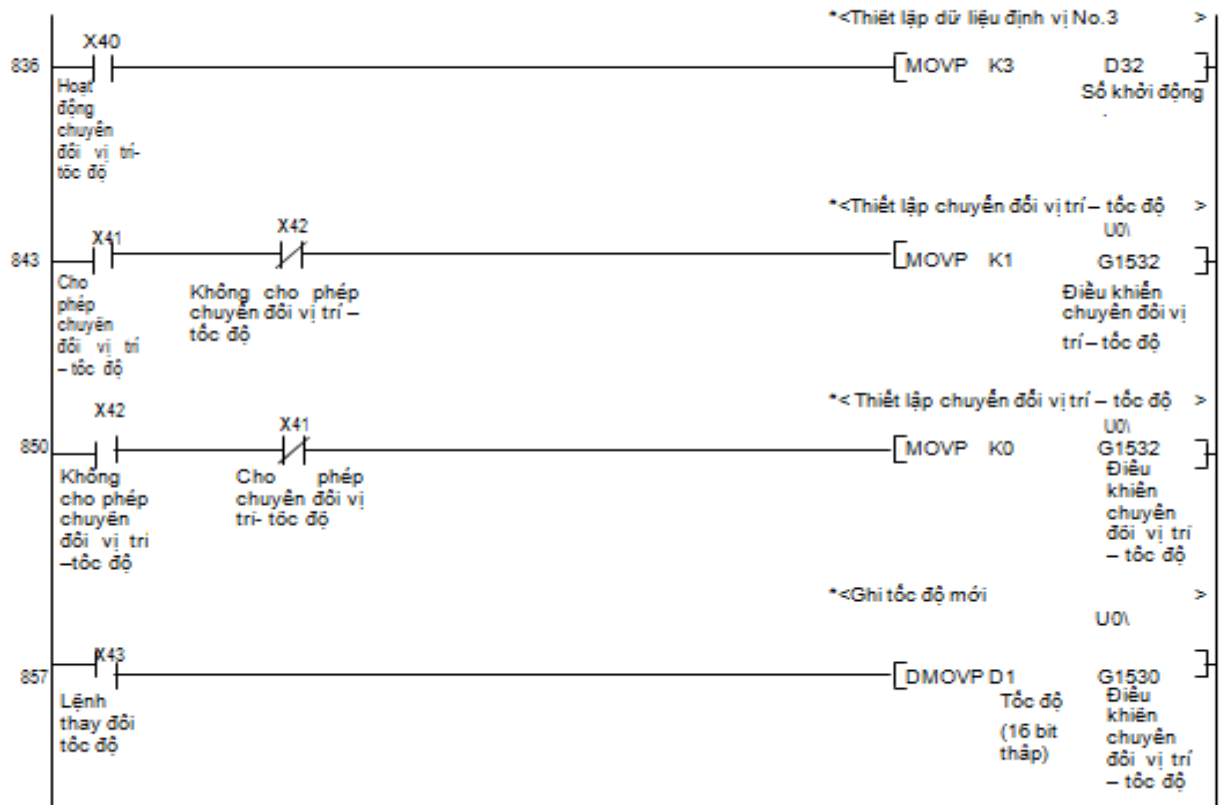 *<Thiết lập dữ liệu định vị No.3 >
X40
836
MOVP K3 D32
Hoạt
động
chuyển
đổi vị trí-
tốc độ
Số khởi động
.
*<Thiết lập chuyển đổi vị trí – tốc độ >
U0\
X41
X42
843
MOVP K1 G1532
Cho
phép
chuyển
đổi vị trí
– tốc độ
Không cho phép
chuyển đổi vị trí –
tốc độ
Điều khiển
chuyển đổi vị
trí – tốc độ
*< Thiết lập chuyển đổi vị trí – tốc độ >
U0\
X42
X41
850
MOVP K0 G1532
Không
cho phép
chuyển
đổi vị trí
–tốc độ
Cho phép
chuyển đổi vị
trí- tốc độ
Điều
khiển
chuyển
đổi vị trí
– tốc độ
*<Ghi tốc độ mới >
U0\
X43
857
DMOVP D1 G1530
Lệnh
thay đổi
tốc độ
Tốc độ
(16 bit
thấp)
Điều
khiển
chuyển
đổi vị trí
– tốc độ